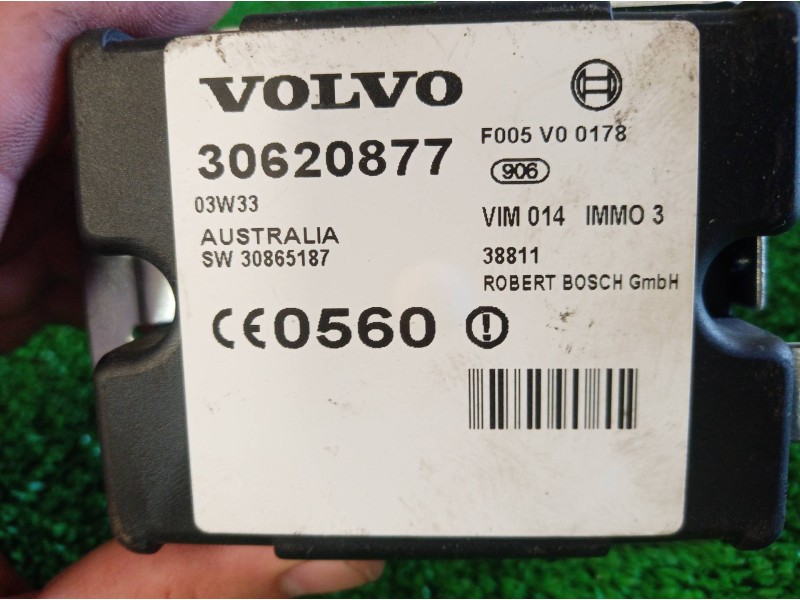 VOLVO
30620877
F005 V0 0178
906
03W33
VIM 014 IMMO 3
AUSTRALIA
SW 30865187
38811
ROBERT BOSCH GmbH
CE0560